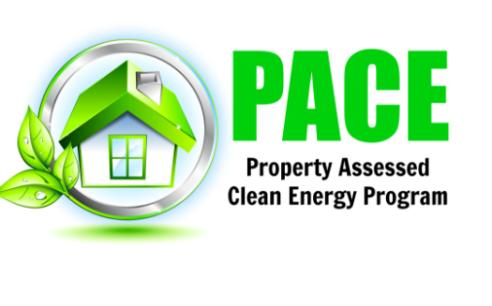 PACE
Property Assessed
Clean Energy Program